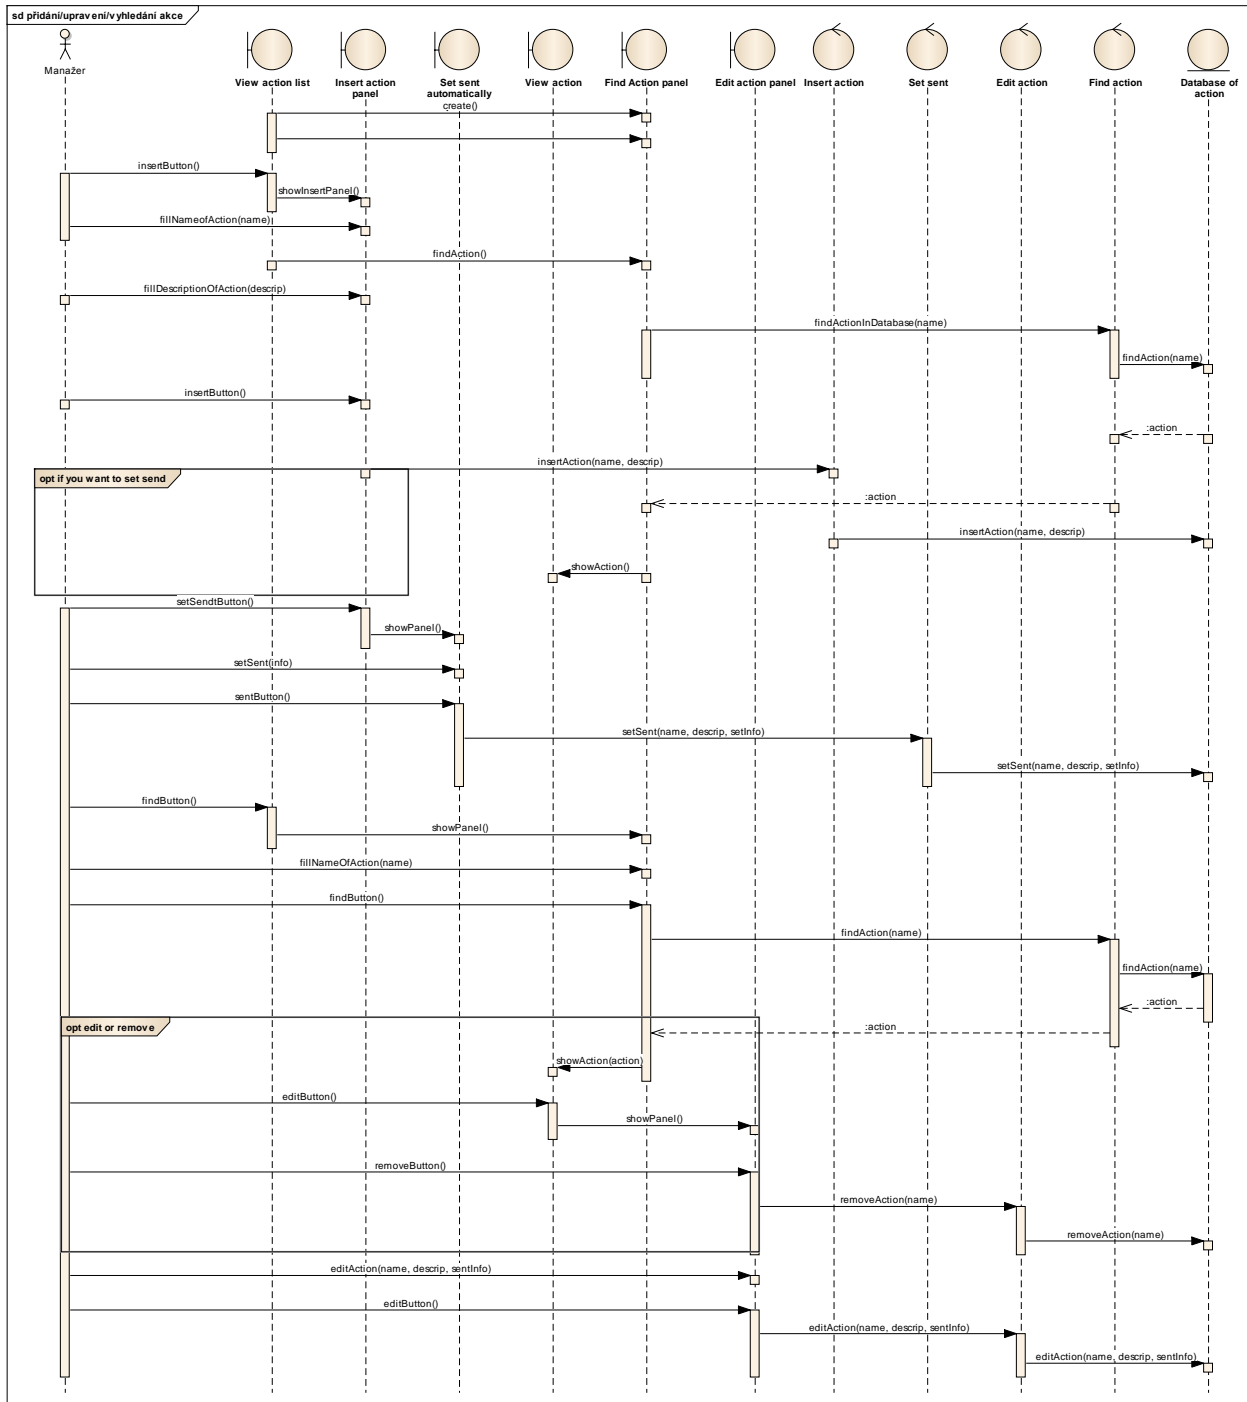 sd přidání/upravení/vyhledání akce
Manažer
View action list
Insert action
panel
Set sent
automatically
View action
Find Action panel
Edit action panel
Insert action
Set sent
Edit action
Find action
Database of
action
create()
insertButton()
showInsertPanel()
fillNameofAction(name)
findAction()
fillDescriptionOfAction(descrip)
findActionInDatabase(name)
findAction(name)
insertButton()
:action
insertAction(name, descrip)
opt if you want to set send
:action
insertAction(name, descrip)
showAction()
setSendtButton()
showPanel()
setSent(info)
sentButton()
setSent(name, descrip, setInfo)
setSent(name, descrip, setInfo)
findButton()
showPanel()
fillNameOfAction(name)
findButton()
findAction(name)
findAction(name)
:action
opt edit or remove
:action
showAction(action)
editButton()
showPanel()
removeButton()
removeAction(name)
removeAction(name)
editAction(name, descrip, sentInfo)
editButton()
editAction(name, descrip, sentInfo)
editAction(name, descrip, sentInfo)